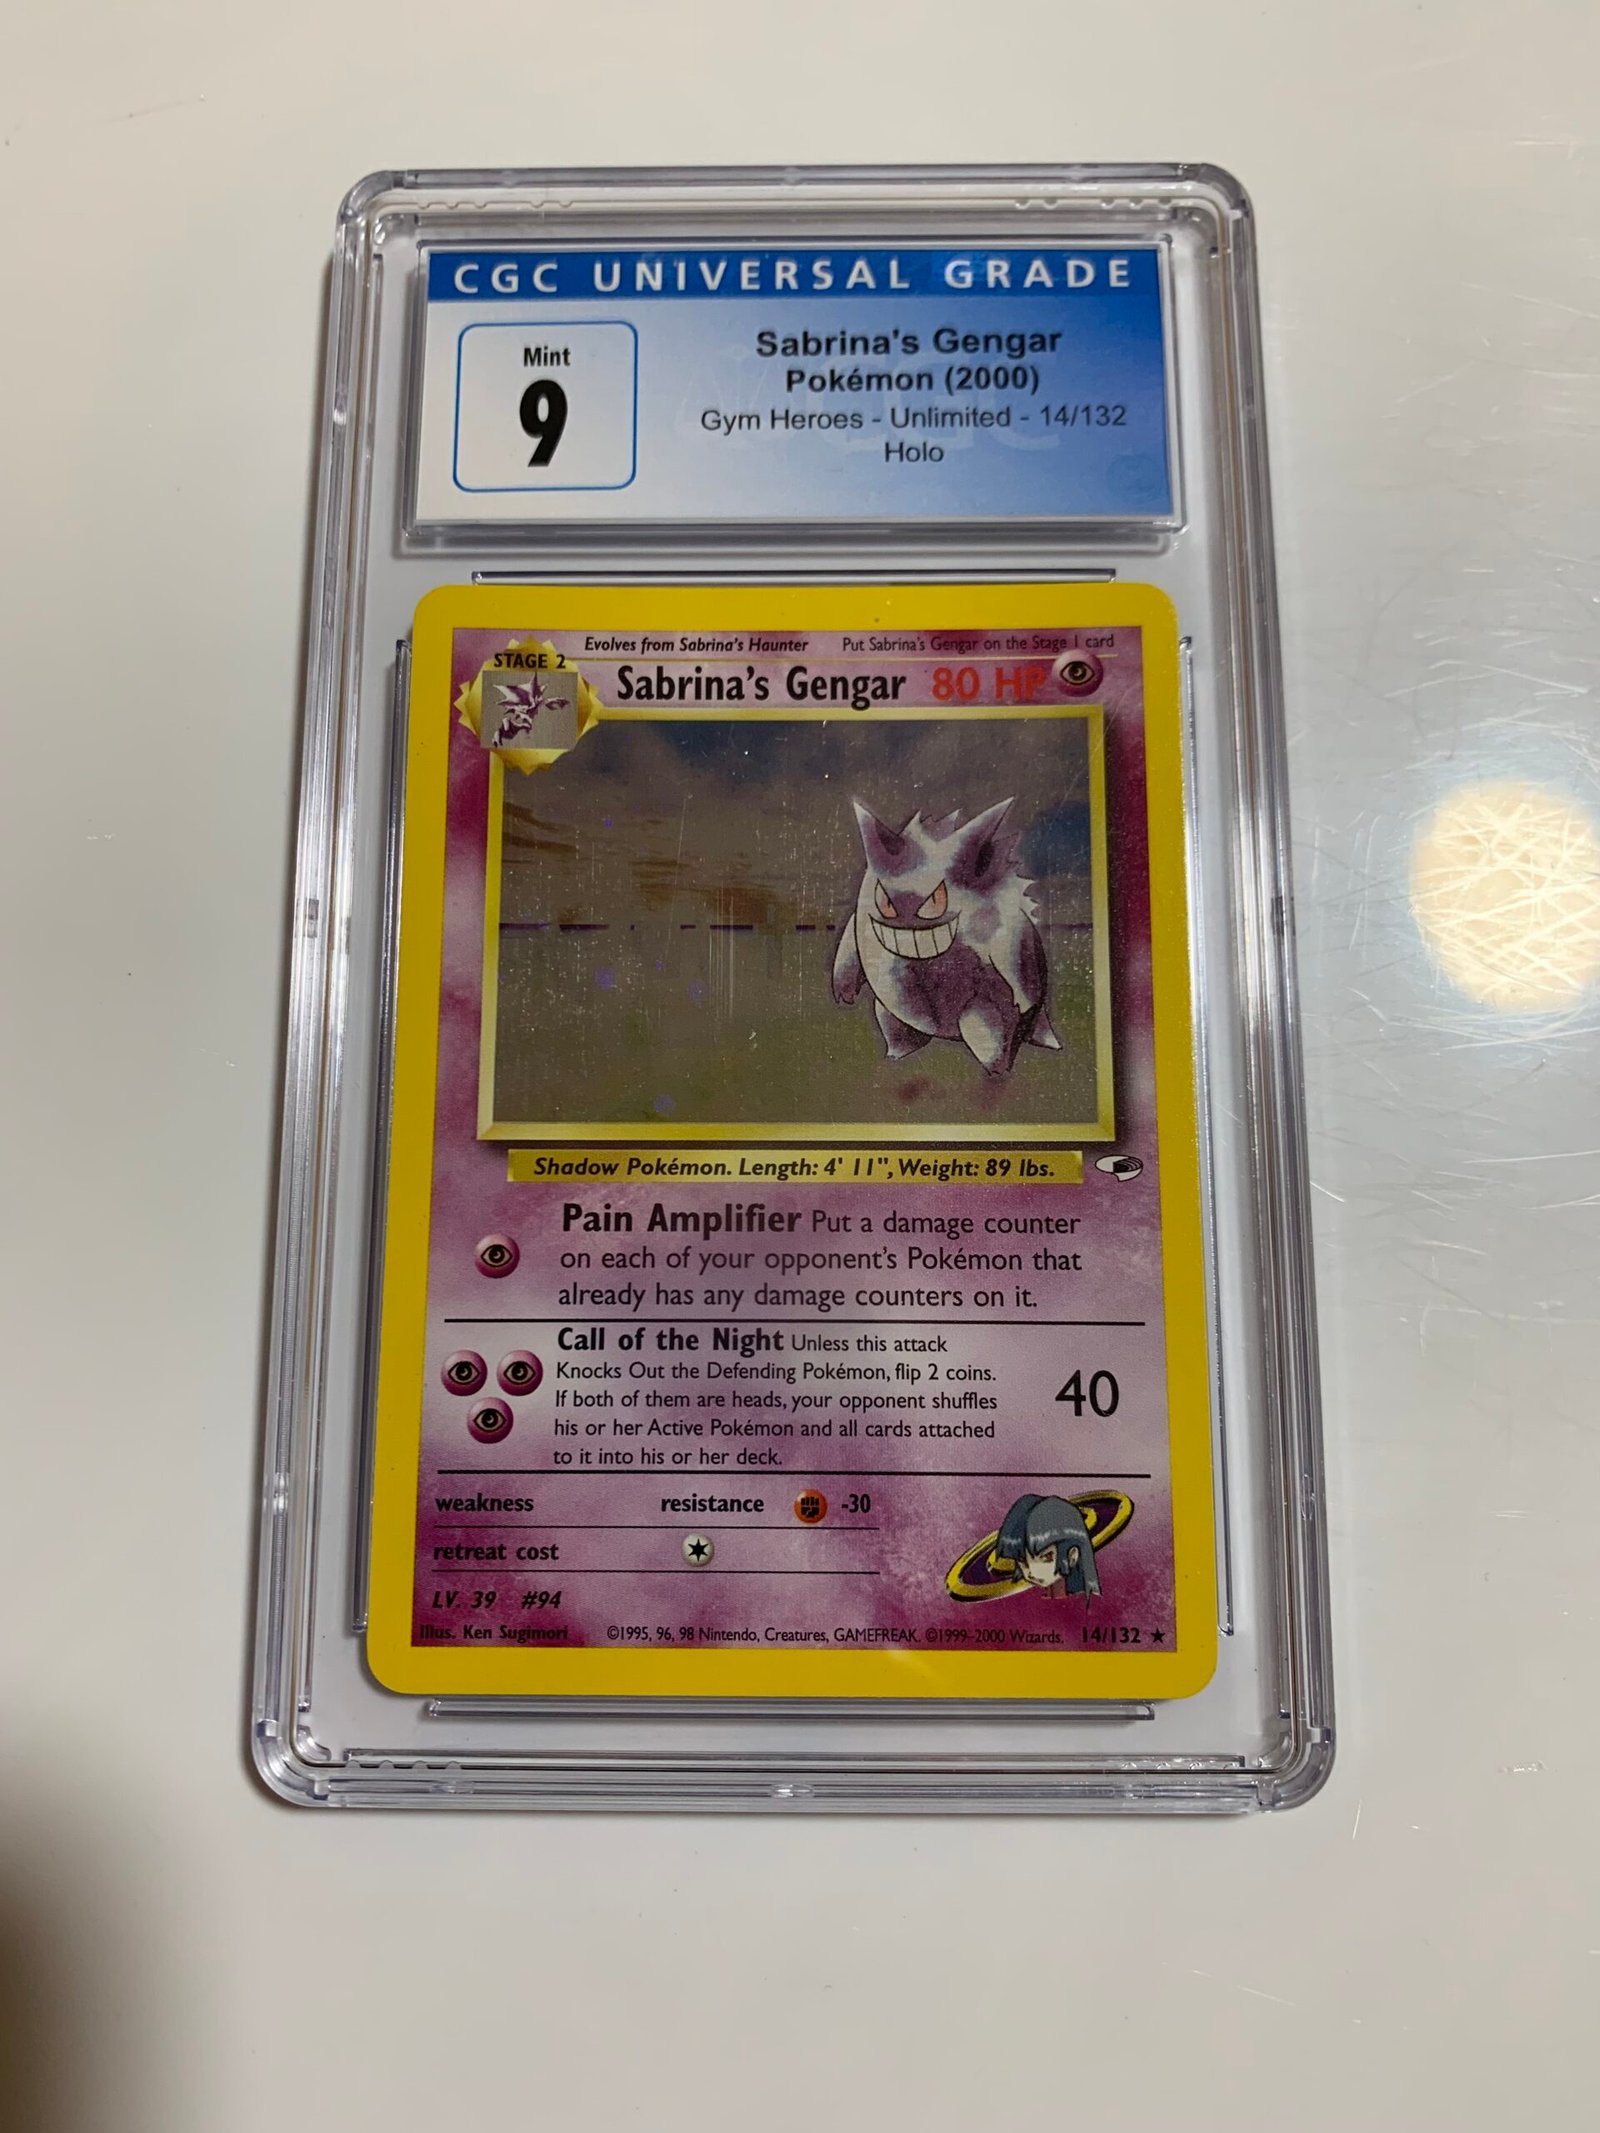 CGC UNIVERSAL GRADE
Mint
9
Sabrina's Gengar
Pokémon (2000)
Gym Heroes - Unlimited - 14/132
Holo
Evolves from Sabrina's Haunter Put Sabrina's Gengar on the Stage 1 card
STAGE 2
Sabrina's Gengar 80 HP
Shadow Pokémon. Length: 4' 11", Weight: 89 lbs.
Pain Amplifier Put a damage counter
on each of your opponent's Pokémon that
already has any damage counters on it.
Call of the Night Unless this attack
Knocks Out the Defending Pokémon, flip 2 coins.
If both of them are heads, your opponent shuffles
his or her Active Pokémon and all cards attached
to it into his or her deck.
40
weakness resistance -30
retreat cost
LV. 39 #94
Illus. Ken Sugimori ©1995, 96, 98 Nintendo, Creatures, GAMEFREAK. ©1999-2000 Wizards. 14/132 ★